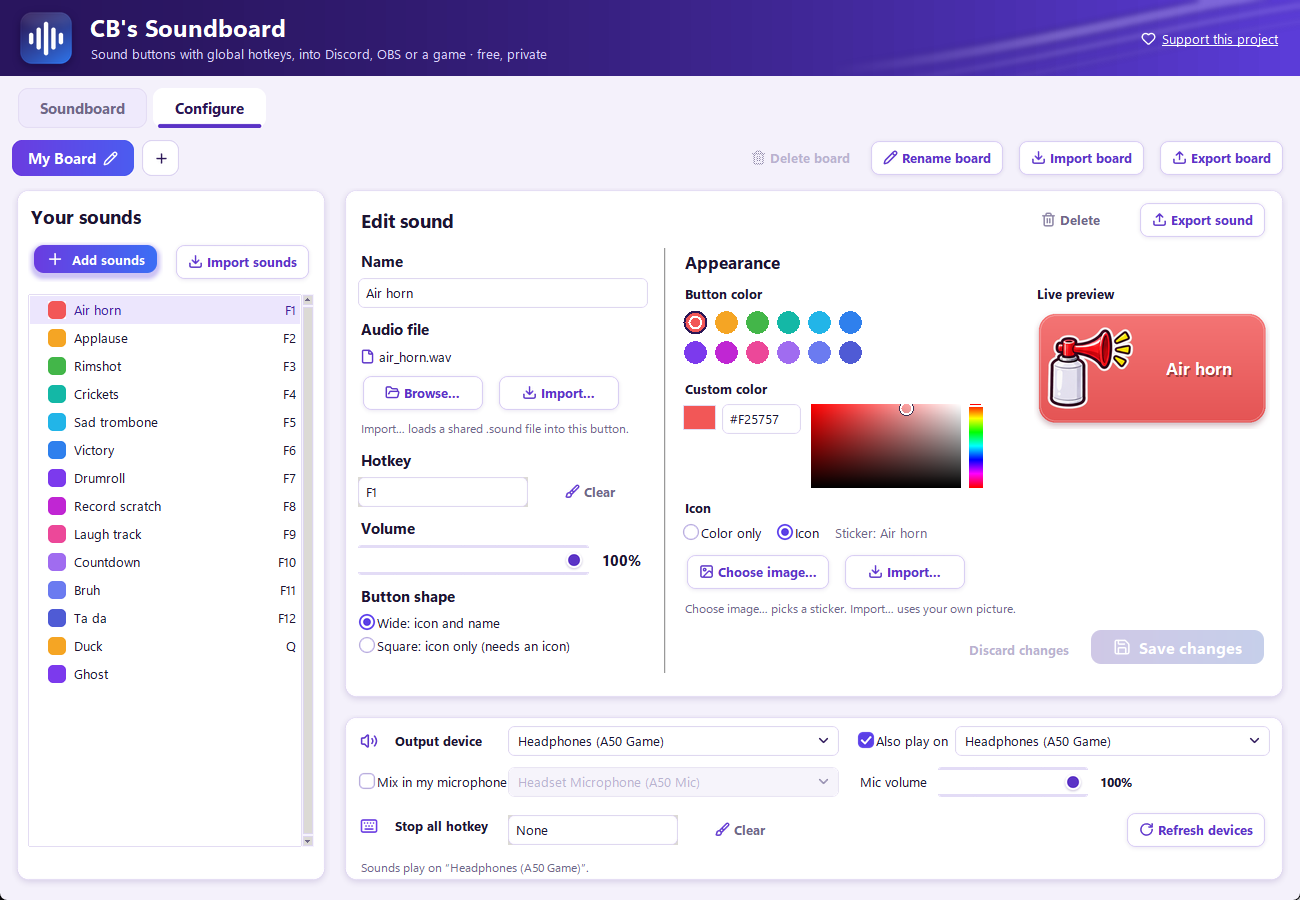 CB's Soundboard
Sound buttons with global hotkeys, into Discord, OBS or a game · free, private
Support this project
Soundboard
Configure
My Board
+
Delete board
Rename board
Import board
Export board
Your sounds
+ Add sounds
Import sounds
Air horn F1
Applause F2
Rimshot F3
Crickets F4
Sad trombone F5
Victory F6
Drumroll F7
Record scratch F8
Laugh track F9
Countdown F10
Bruh F11
Ta da F12
Duck Q
Ghost
Edit sound
Delete
Export sound
Name
Air horn
Audio file
air_horn.wav
Browse...
Import...
Import... loads a shared .sound file into this button.
Hotkey
F1
Clear
Volume
100%
Button shape
Wide: icon and name
Square: icon only (needs an icon)
Appearance
Button color
Custom color
#F25757
Icon
Color only
Icon
Sticker: Air horn
Choose image...
Import...
Choose image... picks a sticker. Import... uses your own picture.
Live preview
Air horn
Discard changes
Save changes
Output device
Headphones (A50 Game)
Also play on
Headphones (A50 Game)
Mix in my microphone
Headset Microphone (A50 Mic)
Mic volume
100%
Stop all hotkey
None
Clear
Refresh devices
Sounds play on "Headphones (A50 Game)".